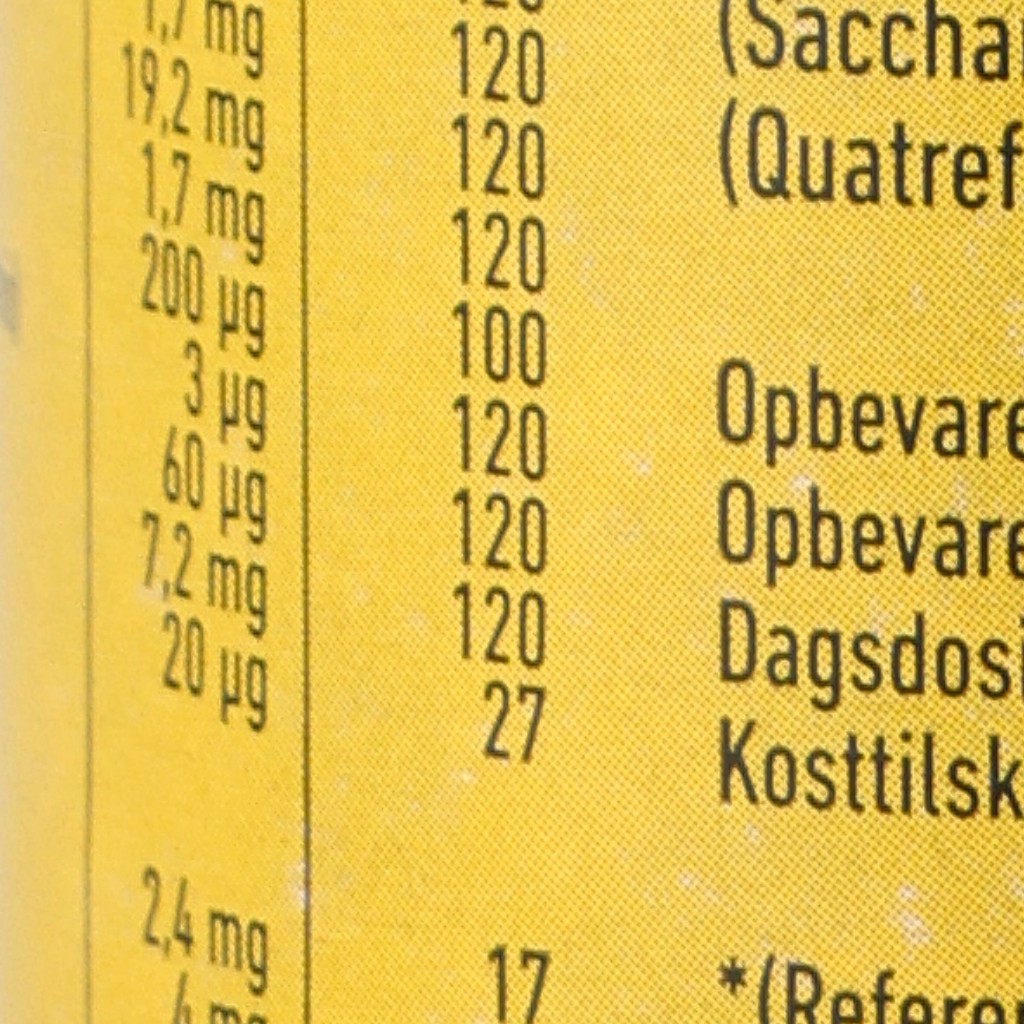 1,7 mg
19,2 mg
1,7 mg
200 µg
3 µg
60 µg
7,2 mg
20 µg
2,4 mg
120
120
120
100
120
120
120
27
17
(Saccha
(Quatref
Opbevare
Opbevare
Dagsdosi
Kosttilsk
*(Referen